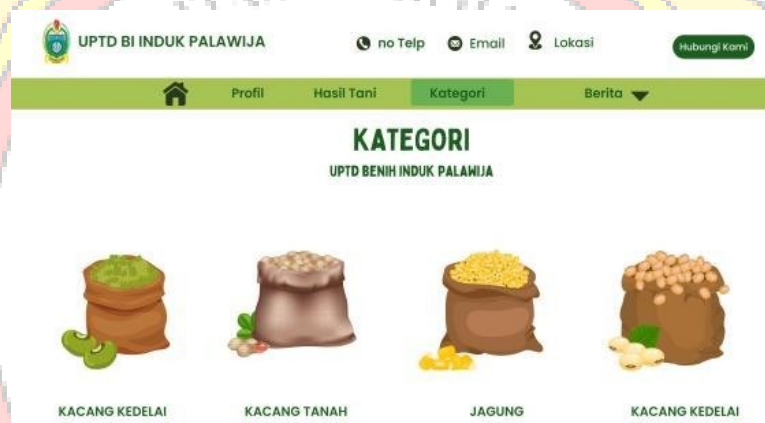 UPTD BI INDUK PALAWIJA
no Telp
Email
Lokasi
Hubungi Kami
Profil
Hasil Tani
Kategori
Berita
KATEGORI
UPTD BENIH INDUK PALAWIJA
KACANG KEDELAI
KACANG TANAH
JAGUNG
KACANG KEDELAI